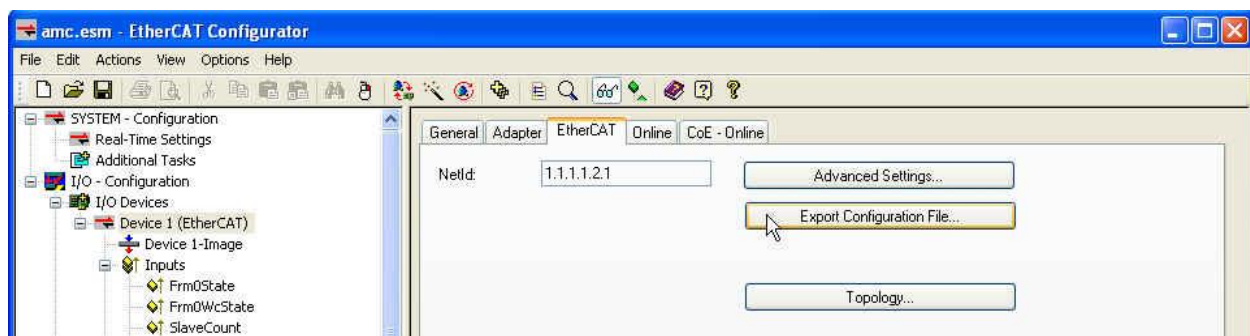 amc.esm - EtherCAT Configurator
File Edit Actions View Options Help
SYSTEM - Configuration
Real-Time Settings
Additional Tasks
I/O - Configuration
I/O Devices
Device 1 (EtherCAT)
Device 1-Image
Inputs
Frm0State
Frm0WcState
SlaveCount
General Adapter EtherCAT Online CoE - Online
NetId: 1.1.1.1.2.1
Advanced Settings...
Export Configuration File...
Topology...